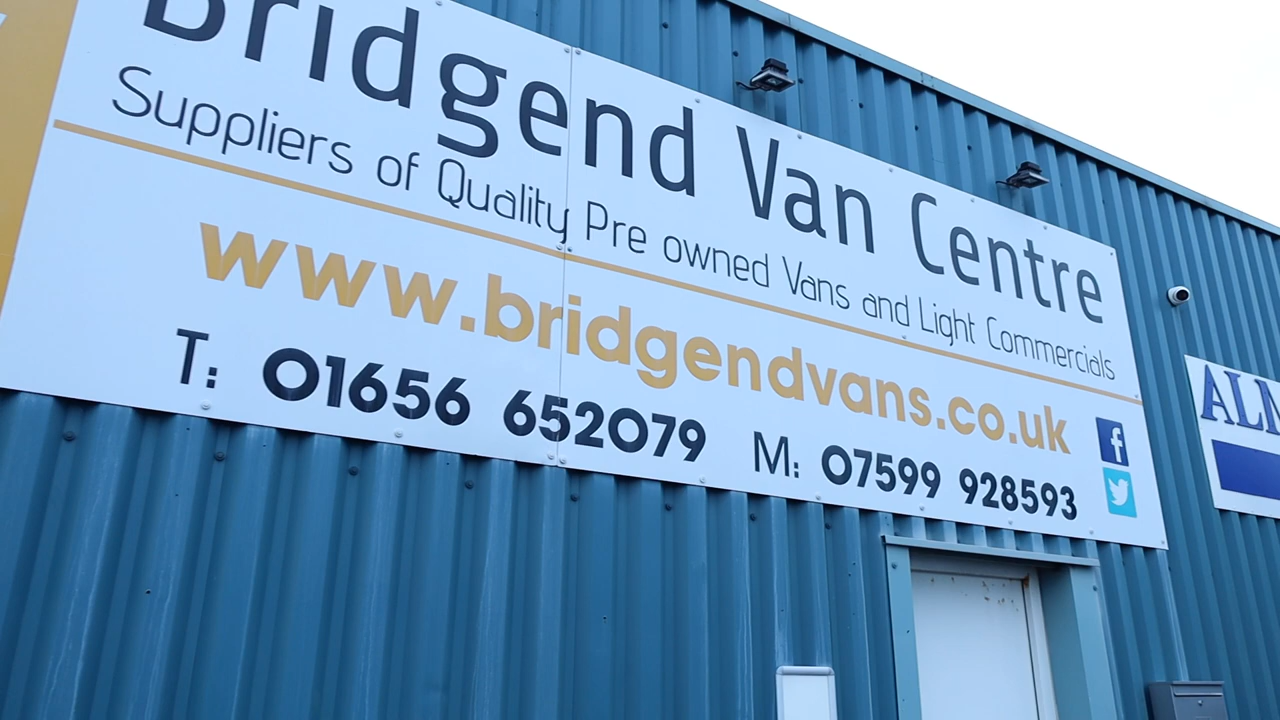 Bridgend Van Centre
Suppliers of Quality Pre owned Vans and Light Commercials
www.bridgendvans.co.uk
T: 01656 652079 M: 07599 928593